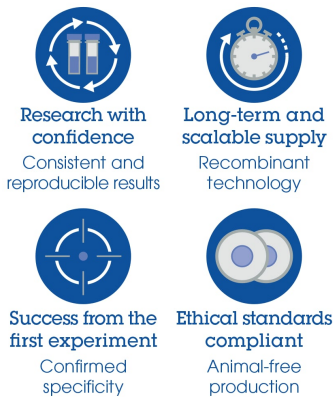 Research with
confidence
Consistent and
reproducible results
Long-term and
scalable supply
Recombinant
technology
Success from the
first experiment
Confirmed
specificity
Ethical standards
compliant
Animal-free
production